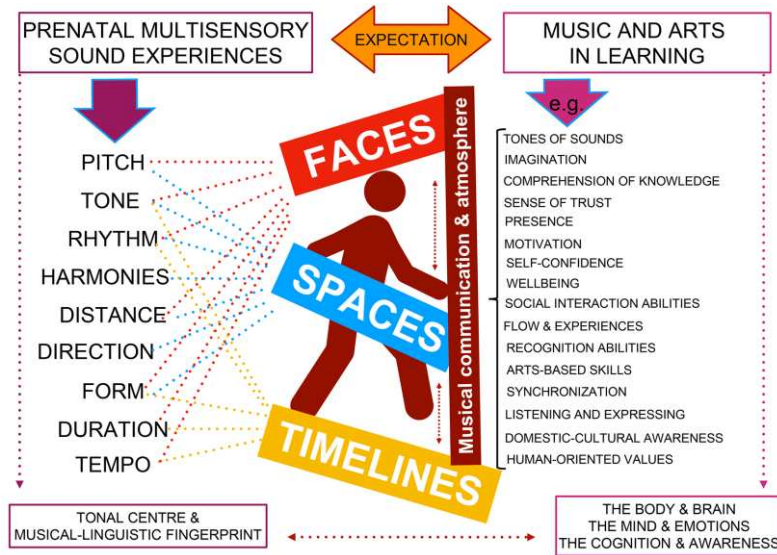 PRENATAL MULTISENSORY
SOUND EXPERIENCES
EXPECTATION
MUSIC AND ARTS
IN LEARNING
e.g.
PITCH
TONE
RHYTHM
HARMONIES
DISTANCE
DIRECTION
FORM
DURATION
TEMPO
FACES
SPACES
TIMELINES
Musical communication & atmosphere
TONES OF SOUNDS
IMAGINATION
COMPREHENSION OF KNOWLEDGE
SENSE OF TRUST
PRESENCE
MOTIVATION
SELF-CONFIDENCE
WELLBEING
SOCIAL INTERACTION ABILITIES
FLOW & EXPERIENCES
RECOGNITION ABILITIES
ARTS-BASED SKILLS
SYNCHRONIZATION
LISTENING AND EXPRESSING
DOMESTIC-CULTURAL AWARENESS
HUMAN-ORIENTED VALUES
TONAL CENTRE &
MUSICAL-LINGUISTIC FINGERPRINT
THE BODY & BRAIN
THE MIND & EMOTIONS
THE COGNITION & AWARENESS